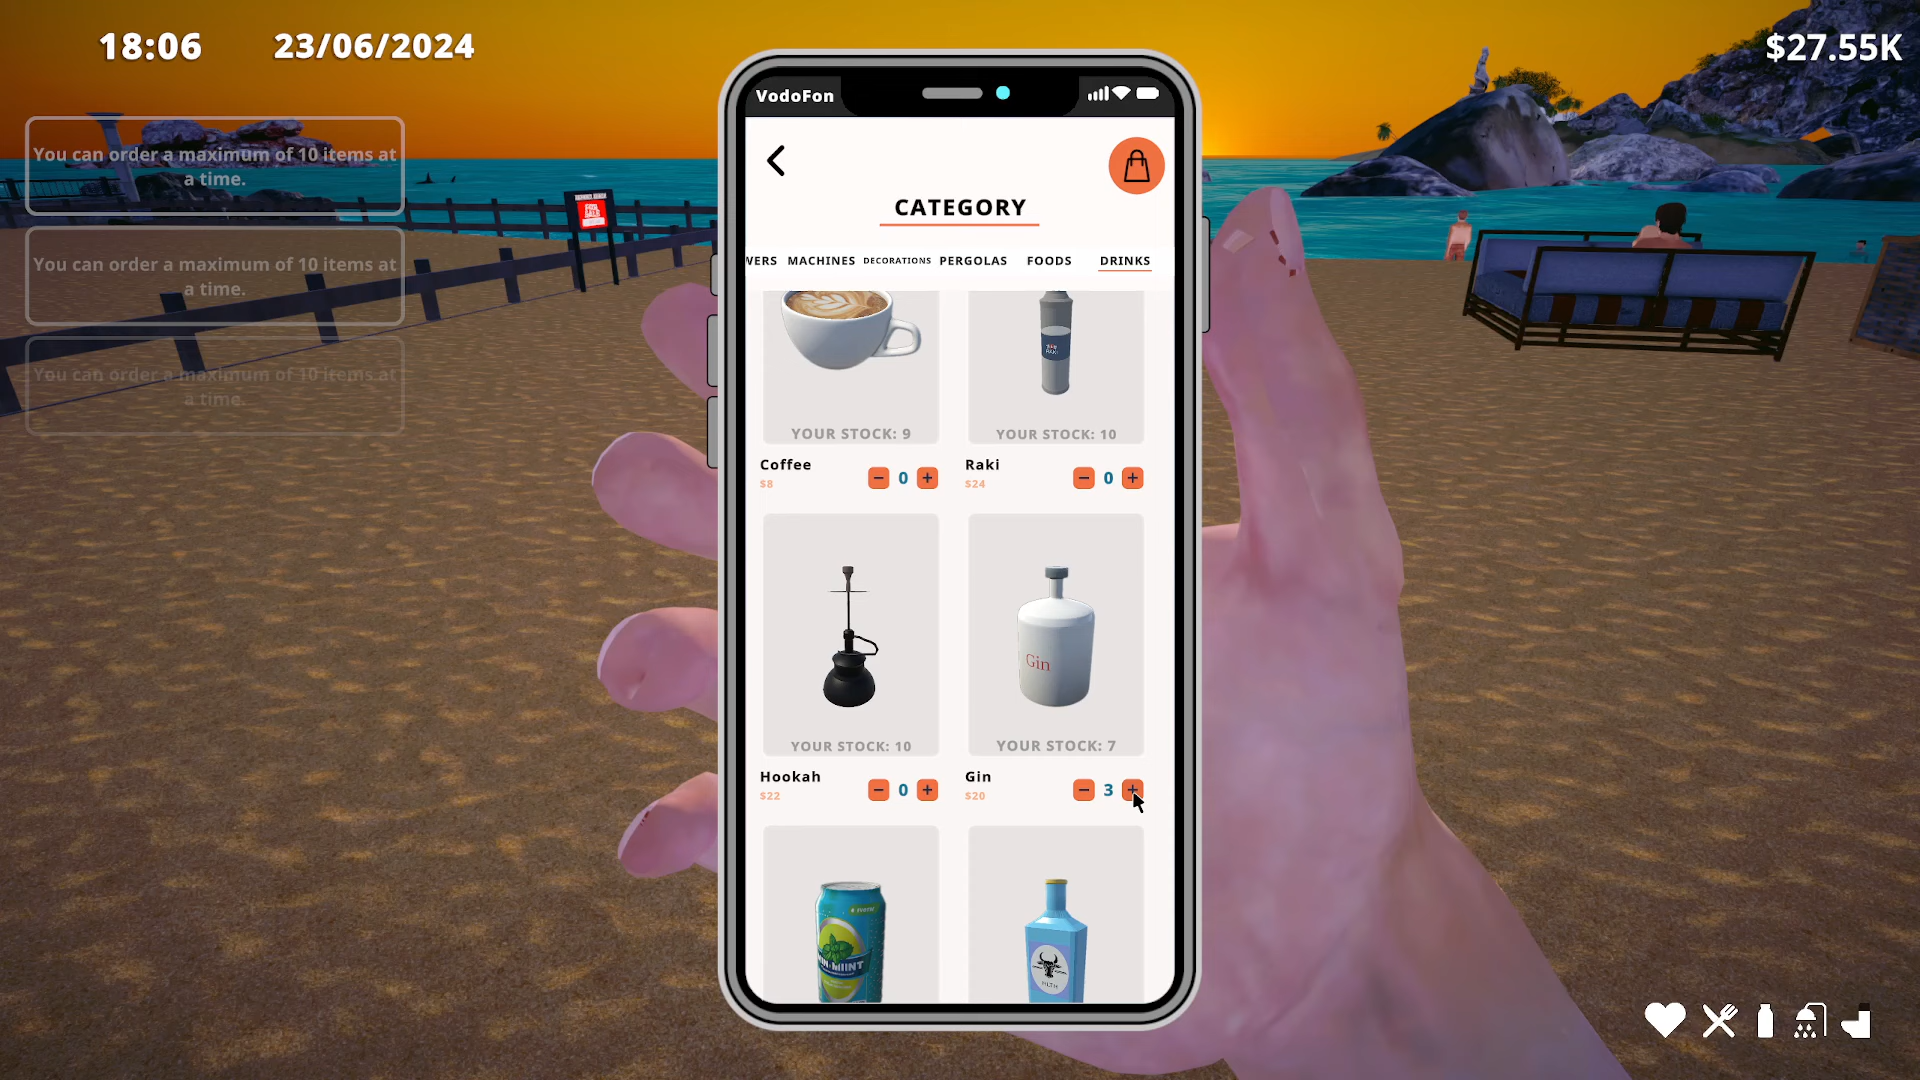 18:06
23/06/2024
$27.55K
You can order a maximum of 10 items at
a time.
You can order a maximum of 10 items at
a time.
You can order a maximum of 10 items at
a time.
VodoFon
CATEGORY
WERS MACHINES DECORATIONS PERGOLAS FOODS DRINKS
RAKI
YOUR STOCK: 9
YOUR STOCK: 10
Coffee
$8
- 0 +
Raki
$24
- 0 +
Gin
YOUR STOCK: 10
YOUR STOCK: 7
Hookah
$22
- 0 +
Gin
$20
- 3 +